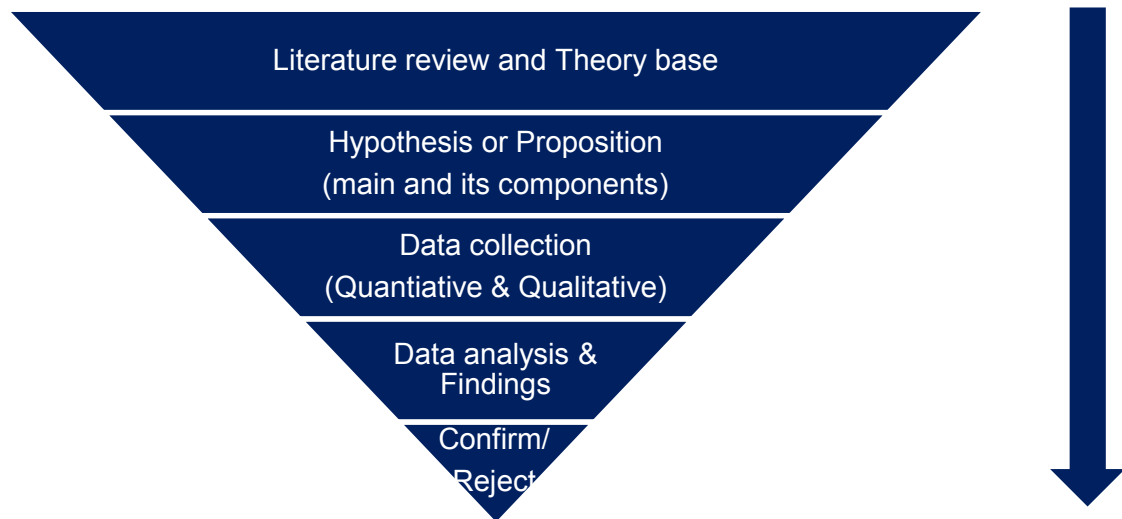 Literature review and Theory base
Hypothesis or Proposition
(main and its components)
Data collection
(Quantiative & Qualitative)
Data analysis &
Findings
Confirm/
Reject